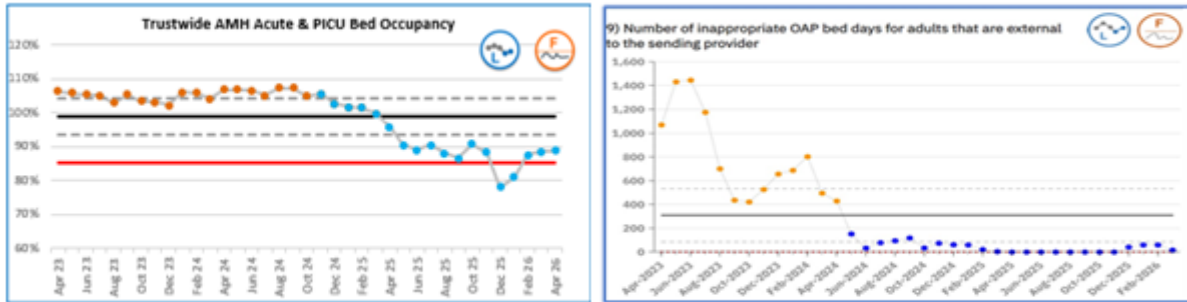 Trustwide AMH Acute & PICU Bed Occupancy
L
F
120%
110%
100%
90%
80%
70%
60%
Apr 23
Jun 23
Aug 23
Oct 23
Dec 23
Feb 24
Apr 24
Jun 24
Aug 24
Oct 24
Dec 24
Feb 25
Apr 25
Jun 25
Aug 25
Oct 25
Dec 25
Feb 26
Apr 26
9) Number of inappropriate OAP bed days for adults that are external
to the sending provider
L
F
1,600
1,400
1,200
1,000
800
600
400
200
0
Apr-2023
Jun-2023
Aug-2023
Oct-2023
Dec-2023
Feb-2024
Apr-2024
Jun-2024
Aug-2024
Oct-2024
Dec-2024
Feb-2025
Apr-2025
Jun-2025
Aug-2025
Oct-2025
Dec-2025
Feb-2026